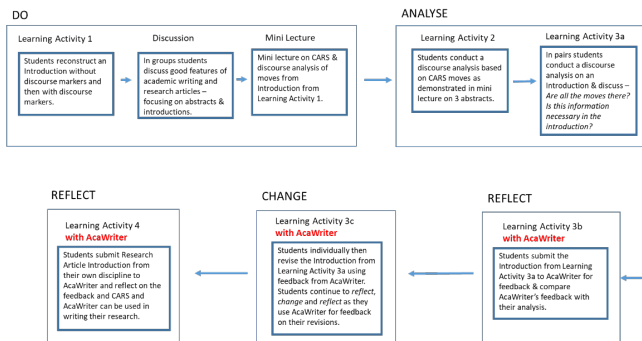 DO
Learning Activity 1
Students reconstruct an
Introduction without
discourse markers and
then with discourse
markers.
Discussion
In groups students
discuss good features of
academic writing and
research articles –
focusing on abstracts &
introductions.
Mini Lecture
Mini lecture on CARS &
discourse analysis of
moves from
Introduction from
Learning Activity 1.
ANALYSE
Learning Activity 2
Students conduct a
discourse analysis based
on CARS moves as
demonstrated in mini
lecture on 3 abstracts.
Learning Activity 3a
In pairs students
conduct a discourse
analysis on an
Introduction & discuss –
Are all the moves there?
Is this information
necessary in the
introduction?
REFLECT
Learning Activity 4
with AcaWriter
Students submit Research
Article Introduction from
their own discipline to
AcaWriter and reflect on the
feedback and CARS and
AcaWriter can be used in
writing their research.
CHANGE
Learning Activity 3c
with AcaWriter
Students individually then
revise the Introduction from
Learning Activity 3a using
feedback from AcaWriter.
Students continue to reflect,
change and reflect as they
use AcaWriter for feedback
on their revisions.
REFLECT
Learning Activity 3b
with AcaWriter
Students submit the
Introduction from Learning
Activity 3a to AcaWriter for
feedback & compare
AcaWriter's feedback with
their analysis.